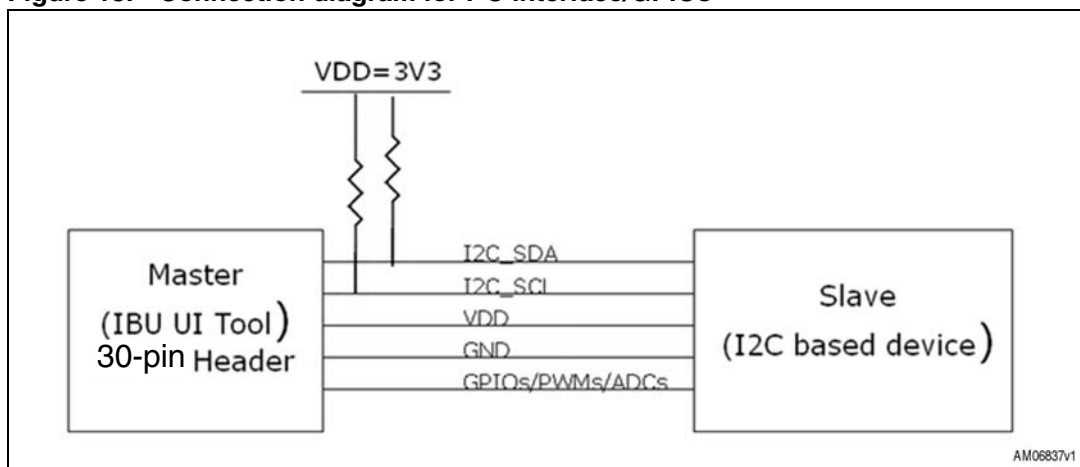 VDD=3V3
Master
(IBU UI Tool)
30-pin Header
I2C_SDA
I2C_SCL
VDD
GND
GPIOs/PWMs/ADCs
Slave
(I2C based device)
AM06837v1